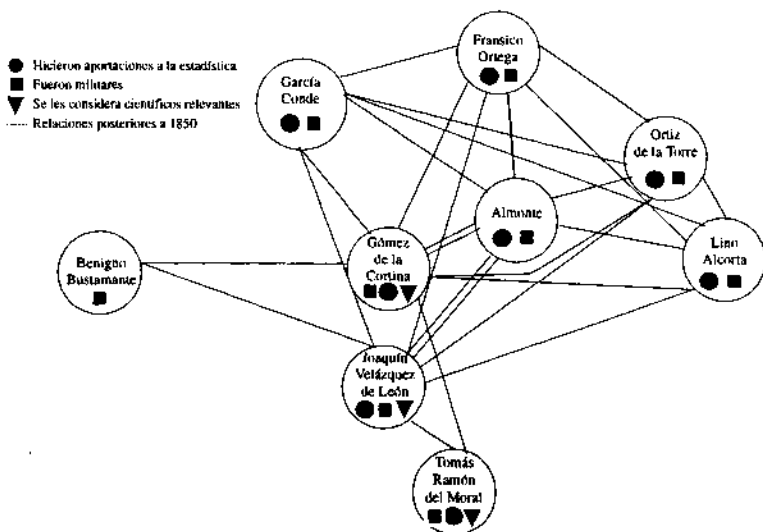 Hicieron aportaciones a la estadística
Fueron militares
Se les considera científicos relevantes
Relaciones posteriores a 1850
Fransico
Ortega
García
Conde
Ortiz
de la Torre
Almonte
Lino
Alcorta
Gómez
de la
Cortina
Benigno
Bustamante
Joaquín
Velázquez
de León
Tomás
Ramón
del Moral